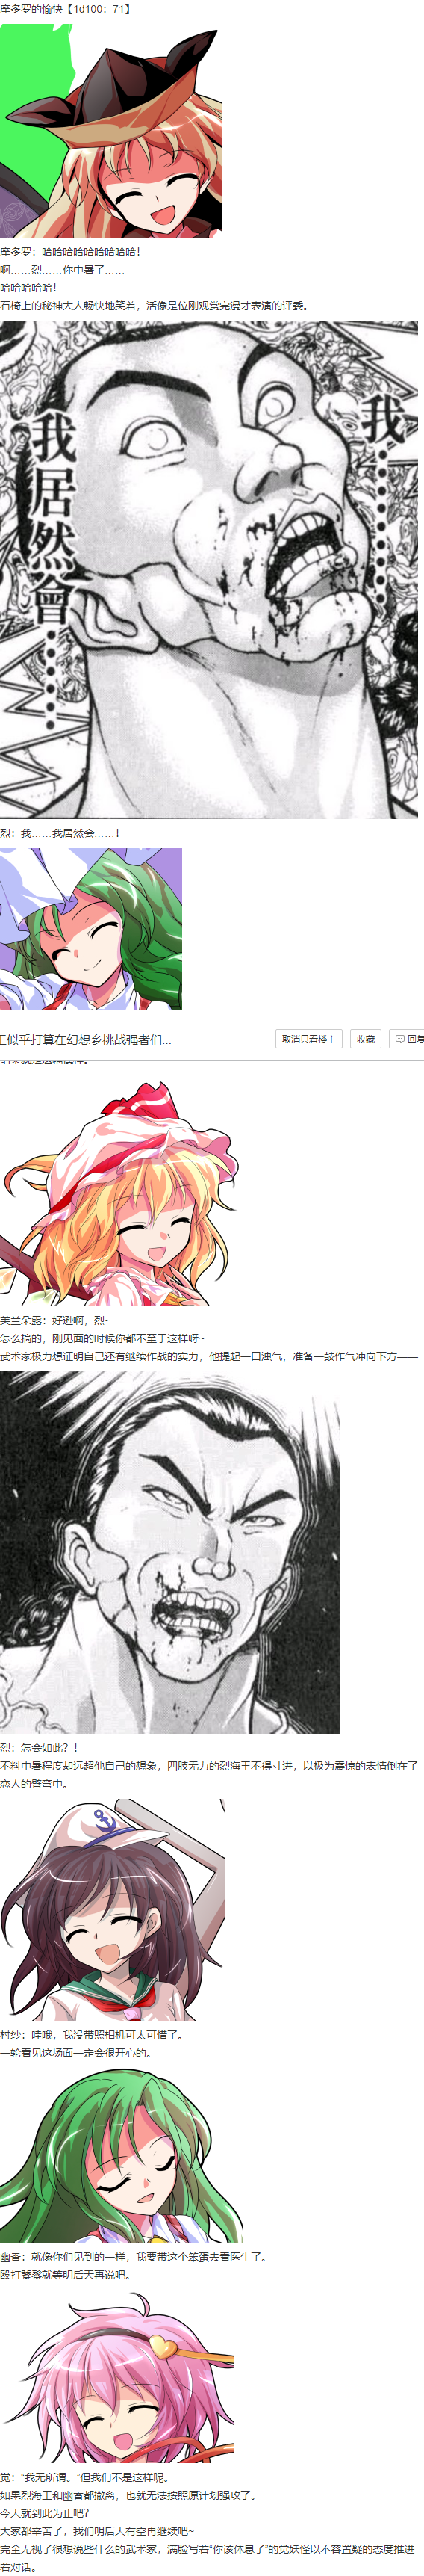 摩多罗的愉快【1d100：71】
摩多罗：哈哈哈哈哈哈哈哈哈！
啊……烈……你中暑了……
哈哈哈哈哈！
石椅上的秘神大人畅快地笑着，活像是位刚观赏完漫才表演的评委。
我…………
我居然會…………
烈：我……我居然会……！
王似乎打算在幻想乡挑战强者们...
取消只看楼主 收藏 回复
芙兰朵露：好逊啊，烈~
怎么搞的，刚见面的时候你都不至于这样呀~
武术家极力想证明自己还有继续作战的实力，他提起一口浊气，准备一鼓作气冲向下方——
烈：怎会如此？！
不料中暑程度却远超他自己的想象，四肢无力的烈海王不得寸进，以极为震惊的表情倒在了
恋人的臂弯中。
村纱：哇哦，我没带照相机可太可惜了。
一轮看见这场面一定会很开心的。
幽香：就像你们见到的一样，我要带这个笨蛋去看医生了。
殴打饕餮就等明后天再说吧。
觉：“我无所谓。”但我们不是这样呢。
如果烈海王和幽香都撤离，也就无法按照原计划强攻了。
今天就到此为止吧？
大家都辛苦了，我们明后天有空再继续吧~
完全无视了很想说些什么的武术家，满脸写着“你该休息了”的觉妖怪以不容置疑的态度推进
着对话。